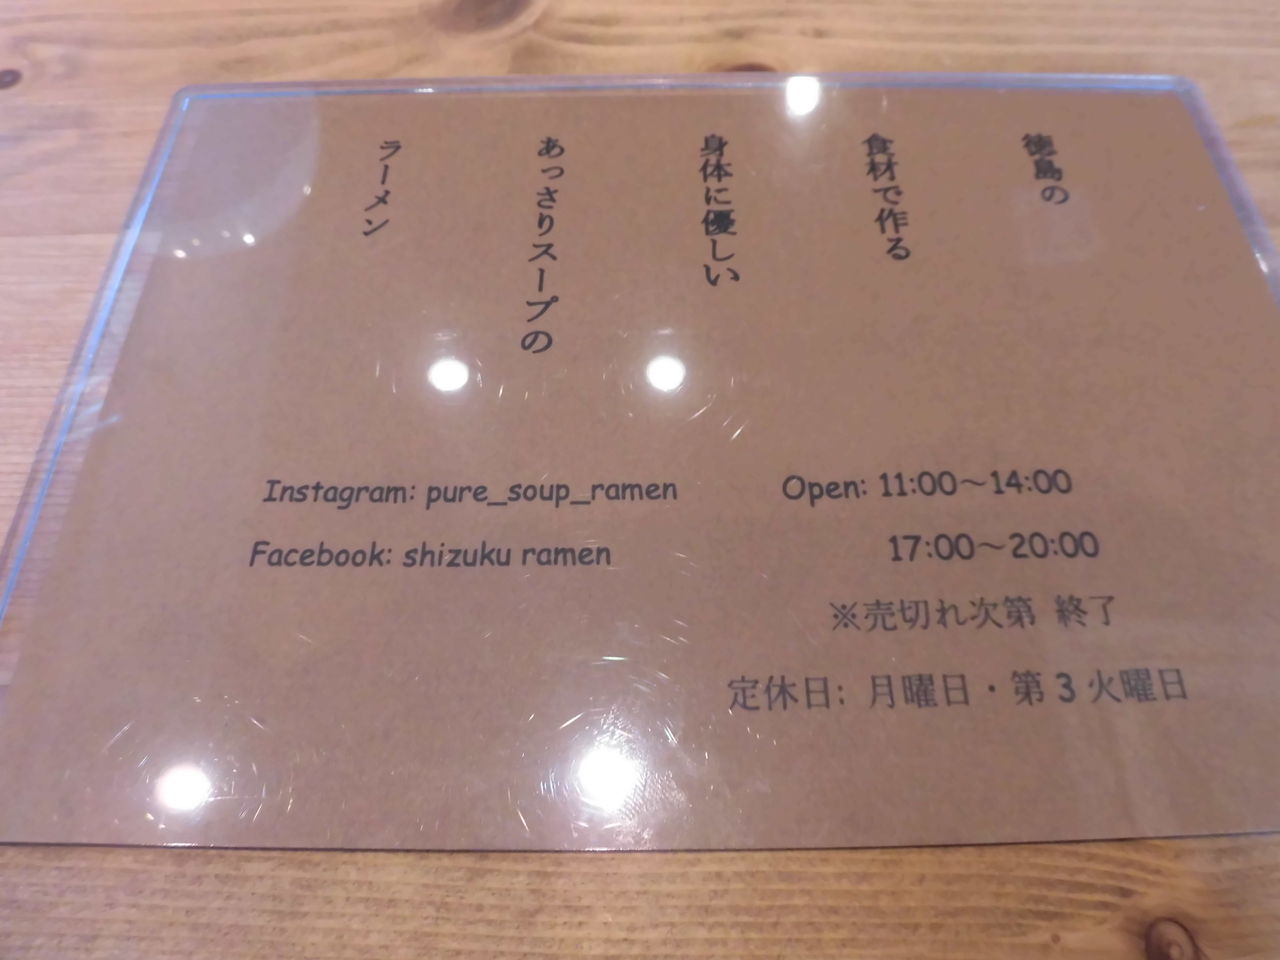 徳島の
食材で作る
身体に優しい
あっさりスープの
ラーメン
Instagram: pure_soup_ramen
Facebook: shizuku ramen
Open: 11:00～14:00
17:00～20:00
※売切れ次第 終了
定休日: 月曜日・第3火曜日